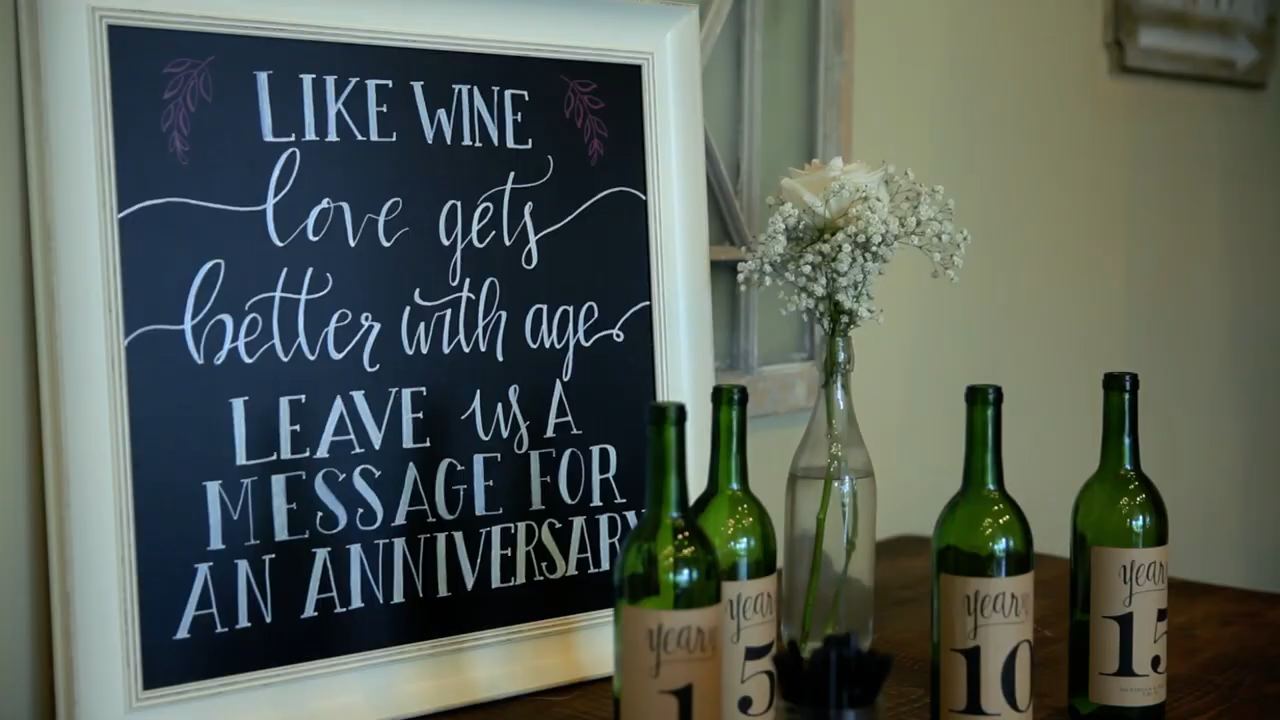 LIKE WINE
love gets
better with age
LEAVE us A
MESSAGE FOR
AN ANNIVERSARY
year
1
year
5
year
10
year
15